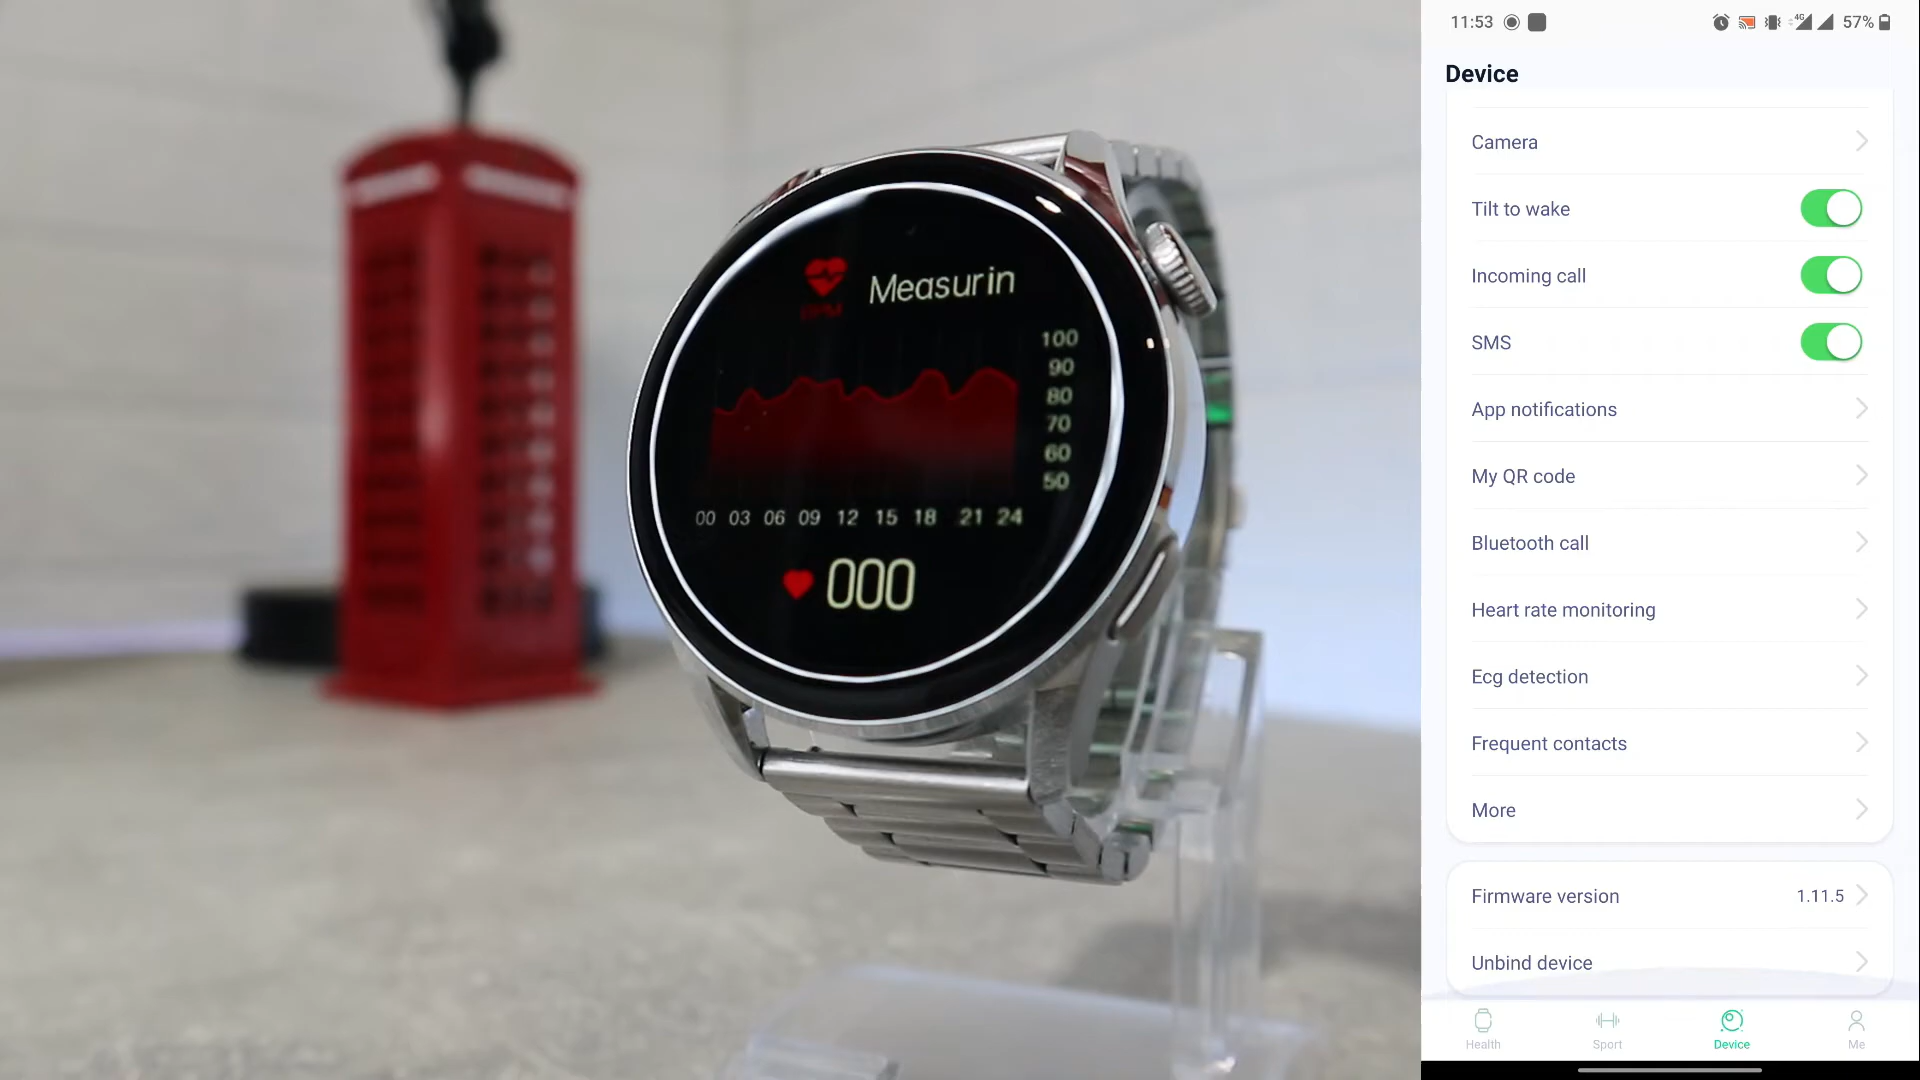 Measurin
BPM
100
90
80
70
60
50
00 03 06 09 12 15 18 21 24
000
11:53
4G
57%
Device
Camera
Tilt to wake
Incoming call
SMS
App notifications
My QR code
Bluetooth call
Heart rate monitoring
Ecg detection
Frequent contacts
More
Firmware version 1.11.5
Unbind device
Health Sport Device Me